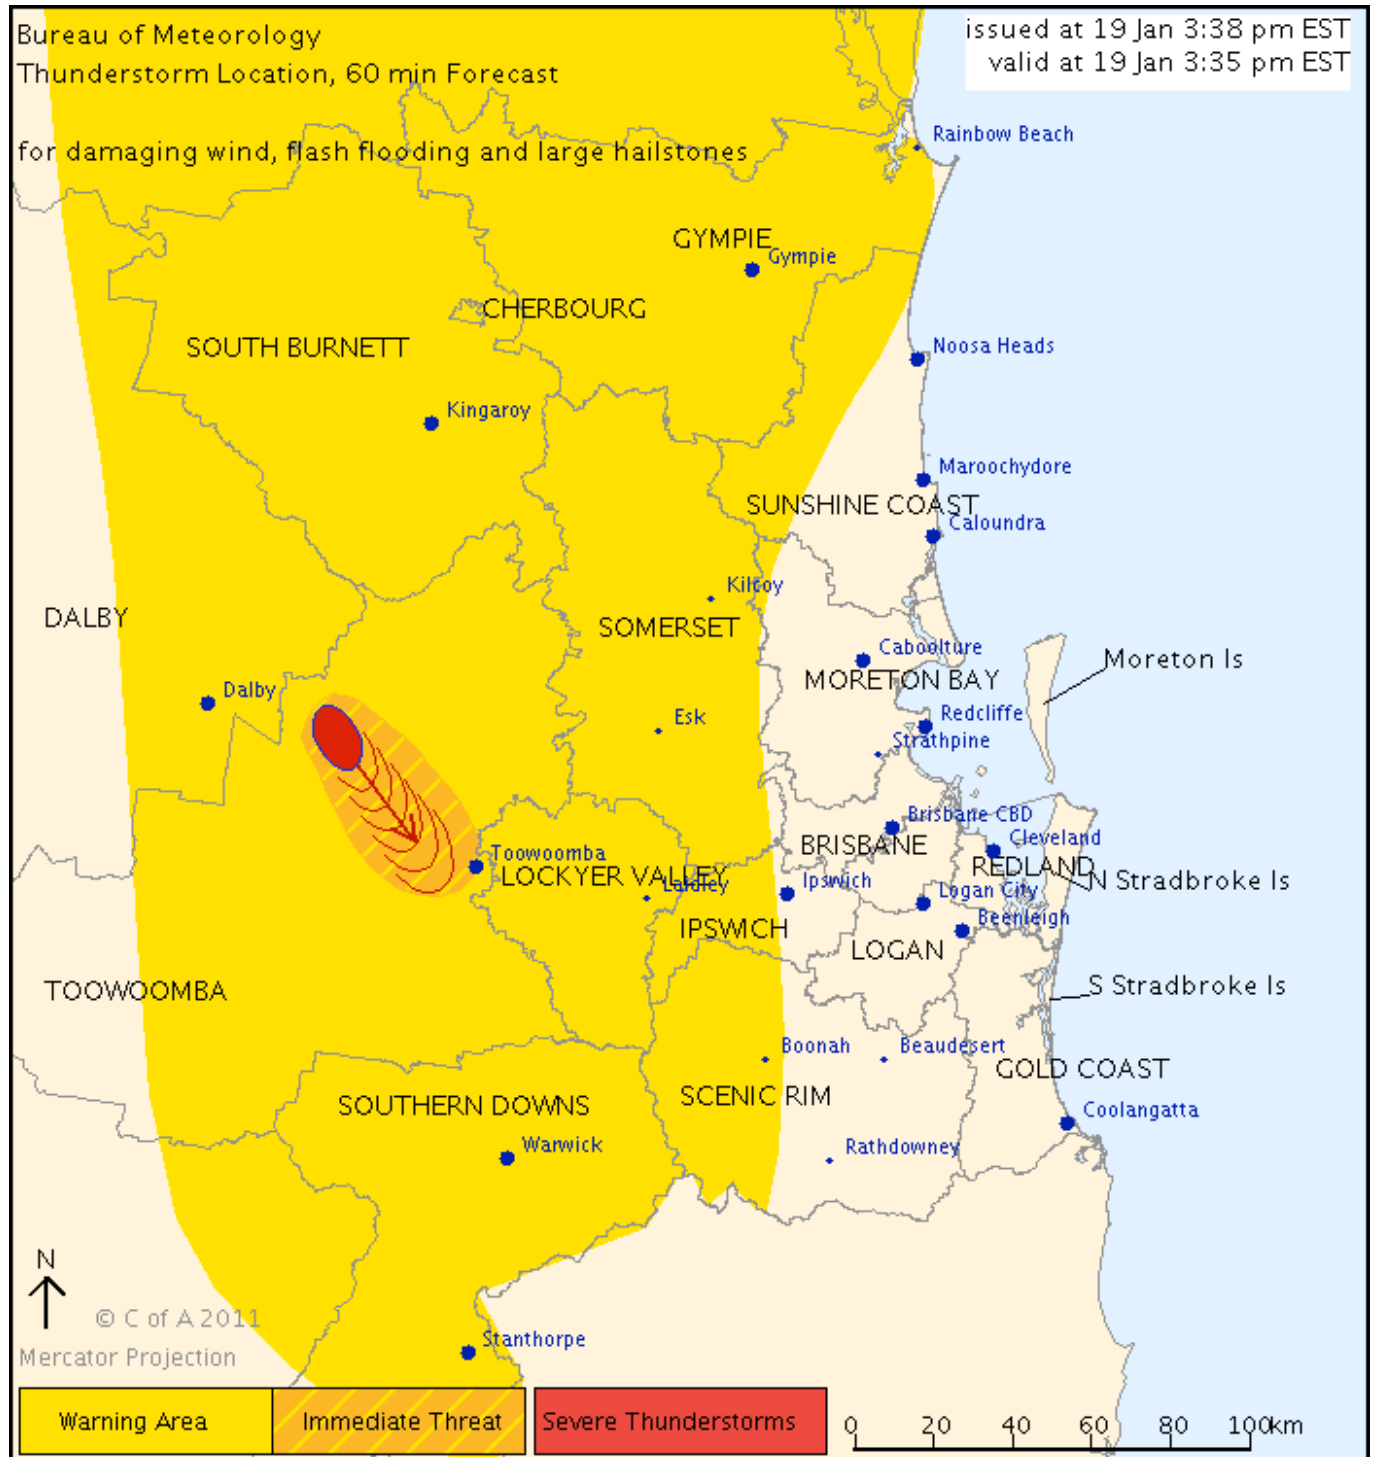 Bureau of Meteorology
issued at 19 Jan 3:38 pm EST
Thunderstorm Location, 60 min Forecast
valid at 19 Jan 3:35 pm EST
for damaging wind, flash flooding and large hailstones
Rainbow Beach
GYMPIE
Gympie
CHERBOURG
SOUTH BURNETT
Noosa Heads
Kingaroy
Maroochydore
SUNSHINE COAST
Caloundra
Kilcoy
DALBY
SOMERSET
Caboolture
Moreton Is
MORETON BAY
Dalby
Esk
Redcliffe
Strathpine
Brisbane CBD
Cleveland
BRISBANE
Toowoomba
REDLAND
LOCKYER VALLEY
Laidley
Ipswich
N Stradbroke Is
Logan City
Beenleigh
IPSWICH
LOGAN
TOOWOOMBA
S Stradbroke Is
Boonah
Beaudesert
GOLD COAST
SCENIC RIM
SOUTHERN DOWNS
Coolangatta
Warwick
Rathdowney
N
© C of A 2011
Stanthorpe
Mercator Projection
Warning Area
Immediate Threat
Severe Thunderstorms
0 20 40 60 80 100km